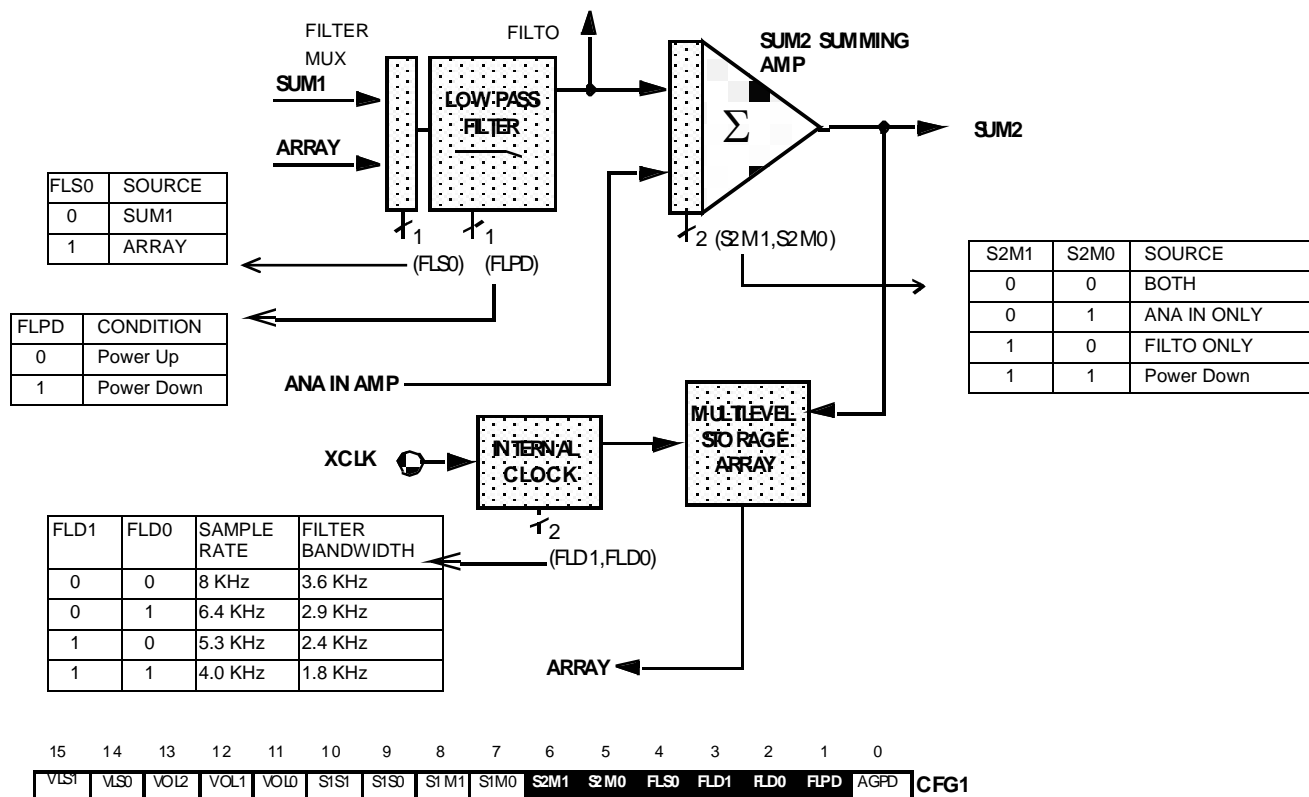 FILTER
MUX
FILTO
SUM2 SUMMING
AMP
SUM1
LOW PASS
FILTER
Σ
SUM2
ARRAY
FLS0 SOURCE
0 SUM1
1 ARRAY
1
(FLS0)
1
(FLPD)
2 (S2M1,S2M0)
S2M1 S2M0 SOURCE
0 0 BOTH
0 1 ANA IN ONLY
1 0 FILTO ONLY
1 1 Power Down
FLPD CONDITION
0 Power Up
1 Power Down
ANA IN AMP
MULTILEVEL
STORAGE
ARRAY
XCLK
INTERNAL
CLOCK
2
(FLD1,FLD0)
FLD1 FLD0 SAMPLE RATE FILTER BANDWIDTH
0 0 8 KHz 3.6 KHz
0 1 6.4 KHz 2.9 KHz
1 0 5.3 KHz 2.4 KHz
1 1 4.0 KHz 1.8 KHz
ARRAY
15 14 13 12 11 10 9 8 7 6 5 4 3 2 1 0
VLS1 VLS0 VOL2 VOL1 VOL0 S1S1 S1S0 S1M1 S1M0 S2M1 S2M0 FLS0 FLD1 FLD0 FLPD AGPD CFG1